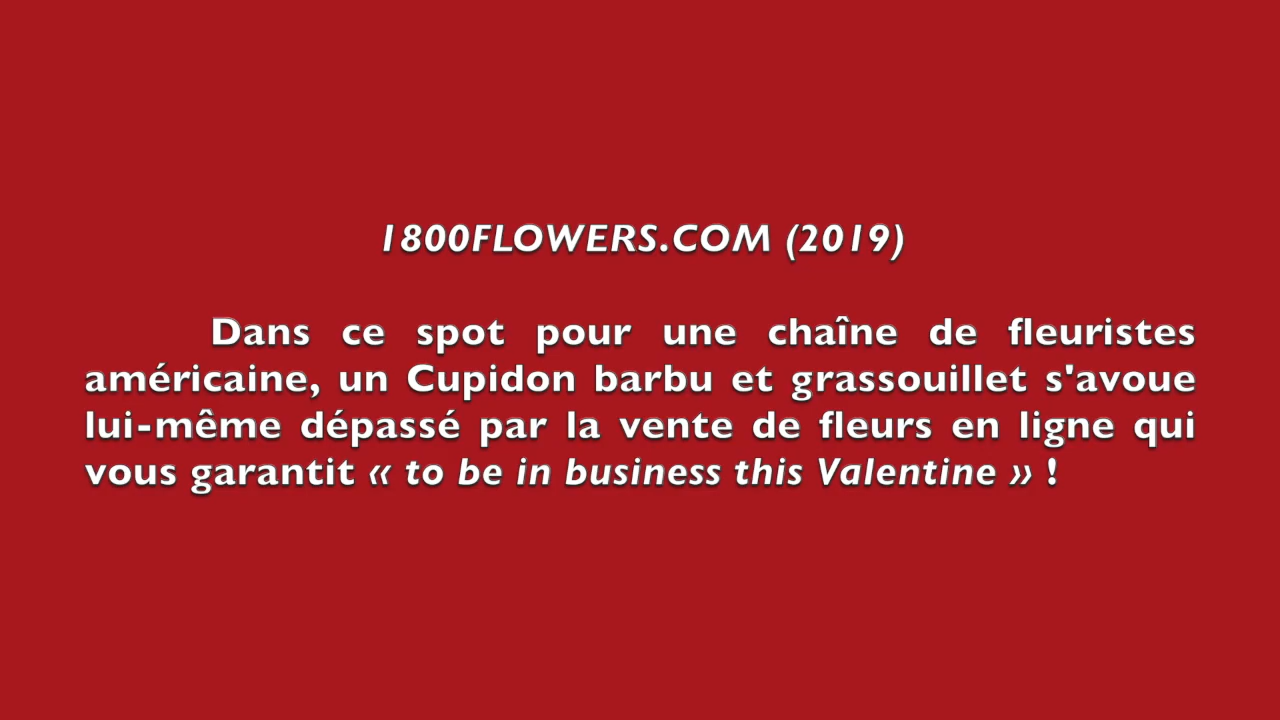 1800FLOWERS.COM (2019)
Dans ce spot pour une chaîne de fleuristes
américaine, un Cupidon barbu et grassouillet s'avoue
lui-même dépassé par la vente de fleurs en ligne qui
vous garantit « to be in business this Valentine » !